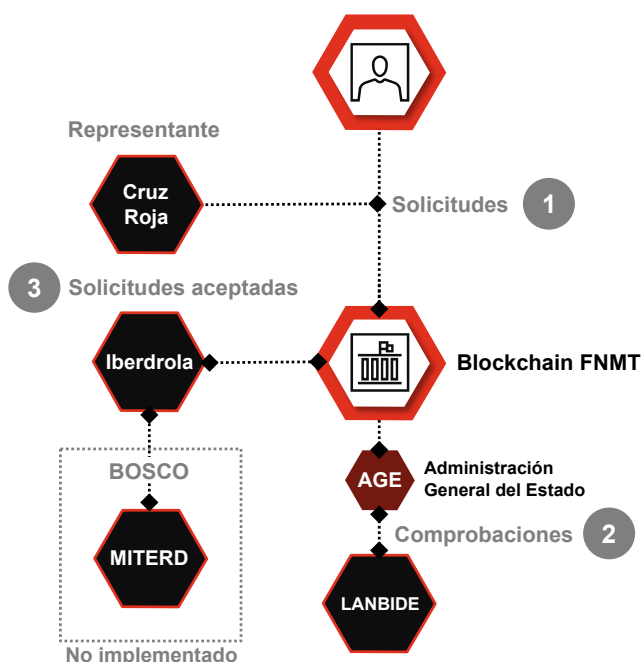 Representante
Cruz
Roja
Solicitudes
1
3
Solicitudes aceptadas
Iberdrola
Blockchain FNMT
BOSCO
AGE
Administración
General del Estado
Comprobaciones
2
MITERD
LANBIDE
No implementado